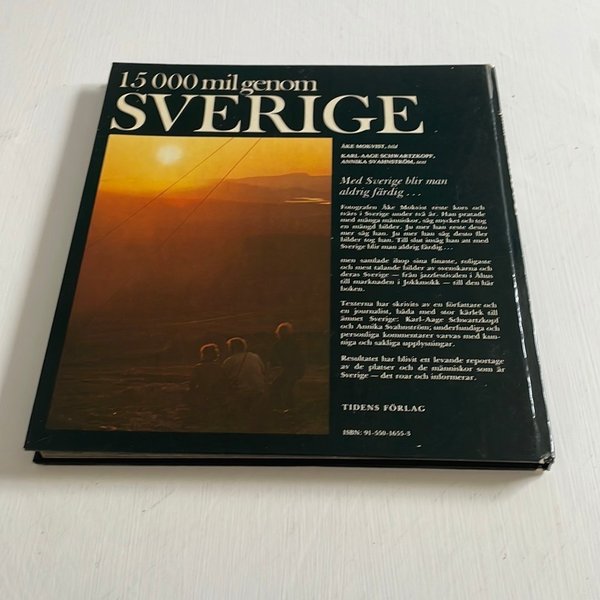 15 000 mil genom
SVERIGE
ÅKE MOKVIST, bild
KARL-AAGE SCHWARTZKOPF,
ANNIKA SVAHNSTRÖM, text
Med Sverige blir man
aldrig färdig . . .
Fotografen Åke Mokvist reste kors och
tvärs i Sverige under två år. Han pratade
med många människor, såg mycket och tog
en mängd bilder. Ju mer han reste desto
mer såg han. Ju mer han såg desto fler
bilder tog han. Till slut insåg han att med
Sverige blir man aldrig färdig . . .
men samlade ihop sina finaste, roligaste
och mest talande bilder av svenskarna och
deras Sverige — från jazzfestivalen i Åhus
till marknaden i Jokkmokk — till den här
boken.
Texterna har skrivits av en författare och
en journalist, båda med stor kärlek till
ämnet Sverige: Karl-Aage Schwartzkopf
och Annika Svahnström; underfundiga och
personliga kommentarer varvas med kun-
niga och sakliga upplysningar.
Resultatet har blivit ett levande reportage
av de platser och de människor som är
Sverige — det roar och informerar.
TIDENS FÖRLAG
ISBN: 91-550-1655-5